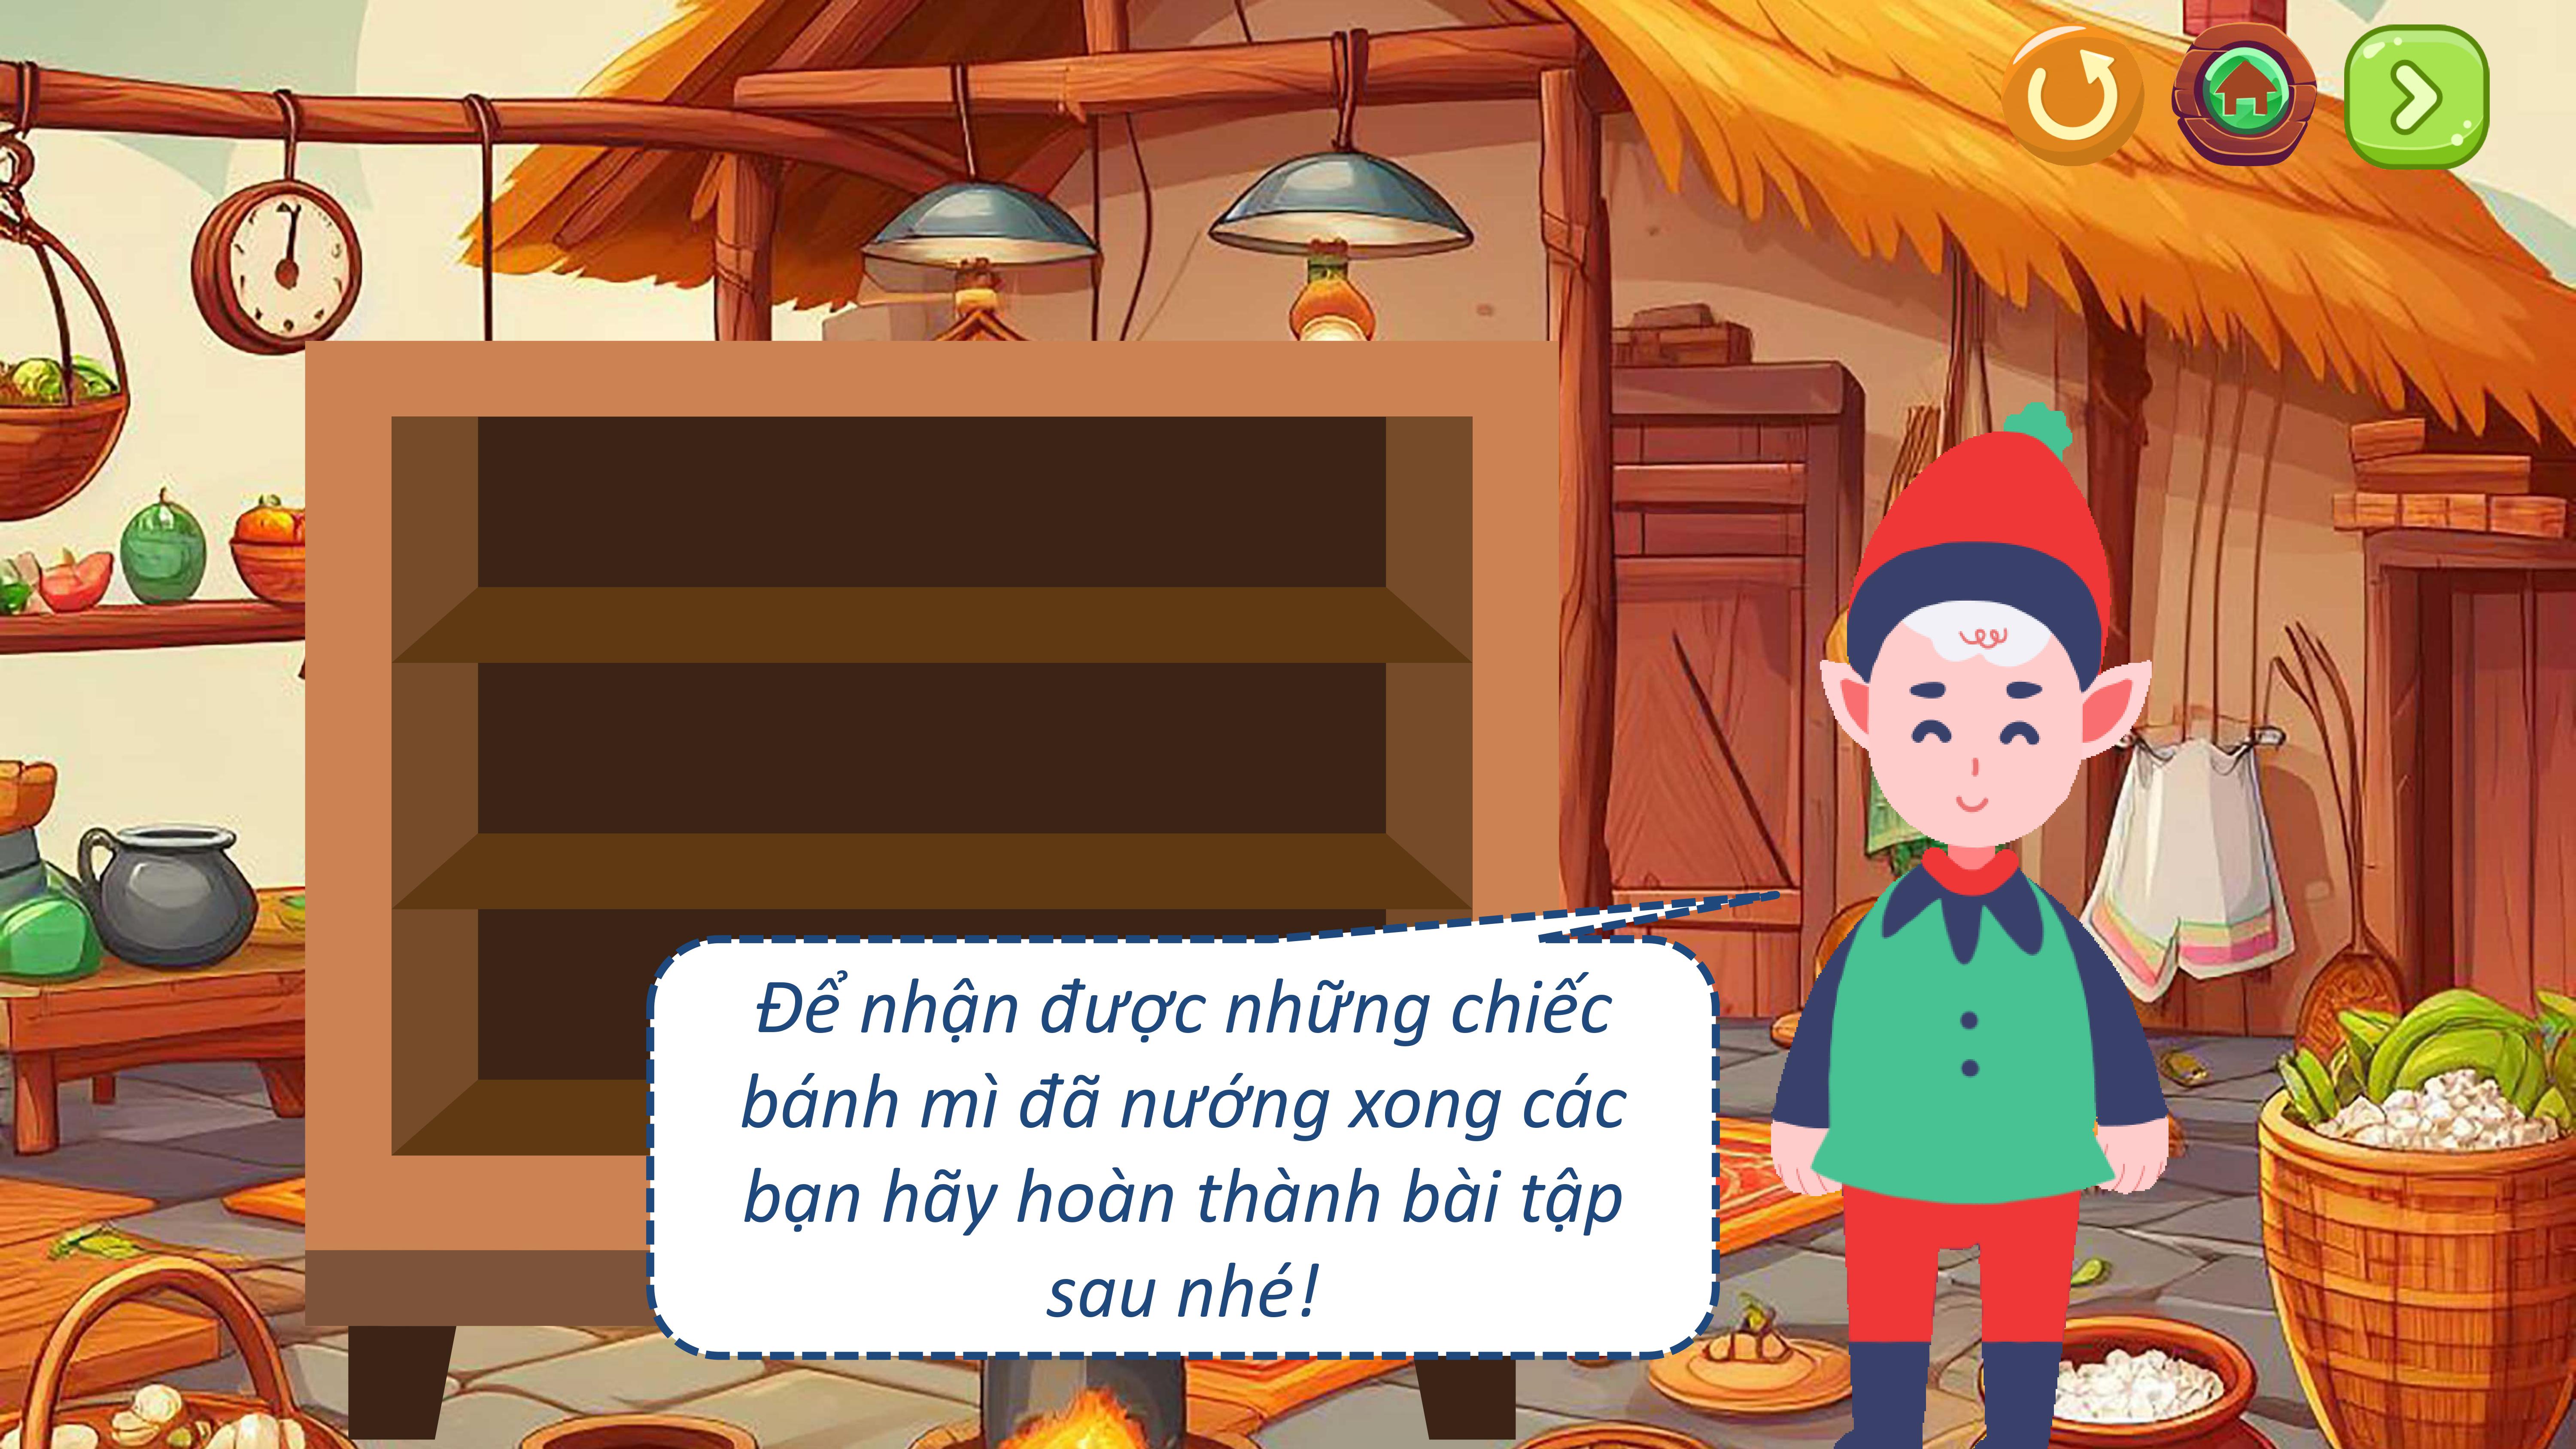 Để nhận được những chiếc
bánh mì đã nướng xong các
bạn hãy hoàn thành bài tập
sau nhé!